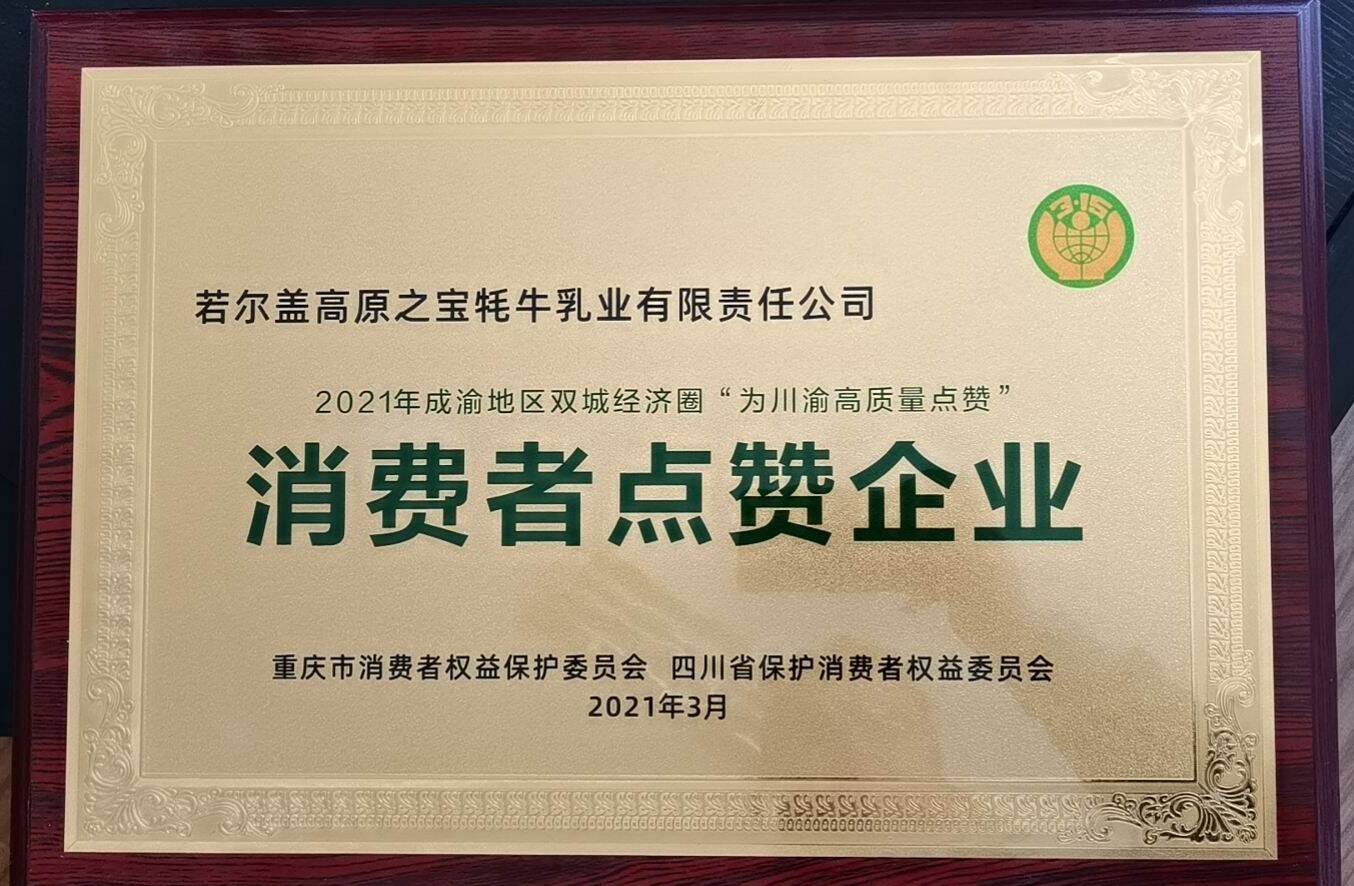 3·15
若尔盖高原之宝牦牛乳业有限责任公司
2021年成渝地区双城经济圈“为川渝高质量点赞”
消费者点赞企业
重庆市消费者权益保护委员会 四川省保护消费者权益委员会
2021年3月